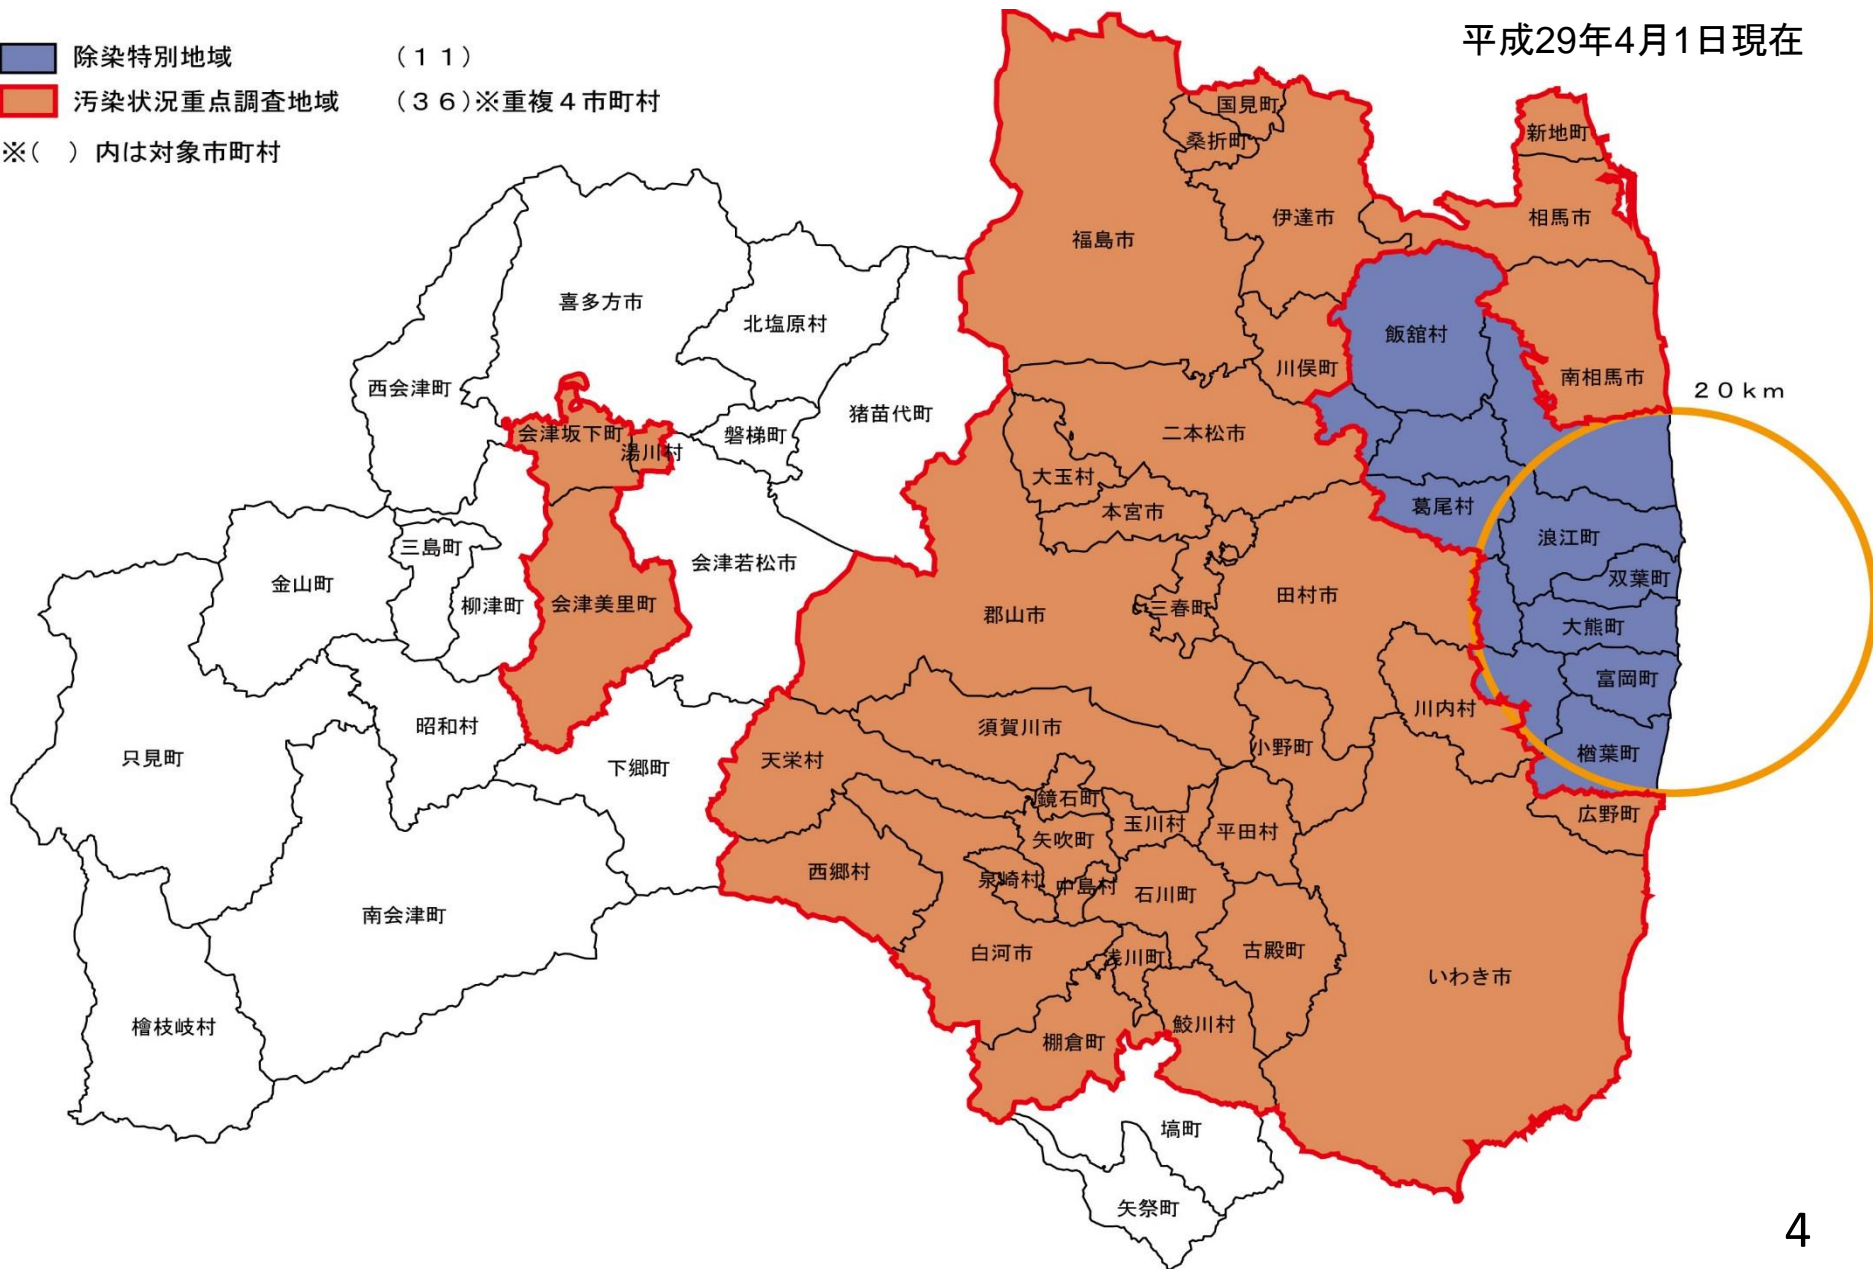 平成29年4月1日現在
除染特別地域 (11)
汚染状況重点調査地域 (36)※重複4市町村
※( )内は対象市町村
国見町
桑折町
新地町
伊達市
相馬市
福島市
喜多方市
北塩原村
飯舘村
川俣町
南相馬市
西会津町
20km
猪苗代町
会津坂下町
磐梯町
二本松市
湯川村
大玉村
本宮市
葛尾村
浪江町
三島町
会津若松市
双葉町
金山町
柳津町
会津美里町
郡山市
三春町
田村市
大熊町
富岡町
川内村
昭和村
須賀川市
小野町
只見町
下郷町
天栄村
楢葉町
鏡石町
広野町
玉川村
平田村
矢吹町
西郷村
泉崎村
中島村
石川町
南会津町
白河市
浅川町
古殿町
いわき市
檜枝岐村
鮫川村
棚倉町
塙町
矢祭町
4